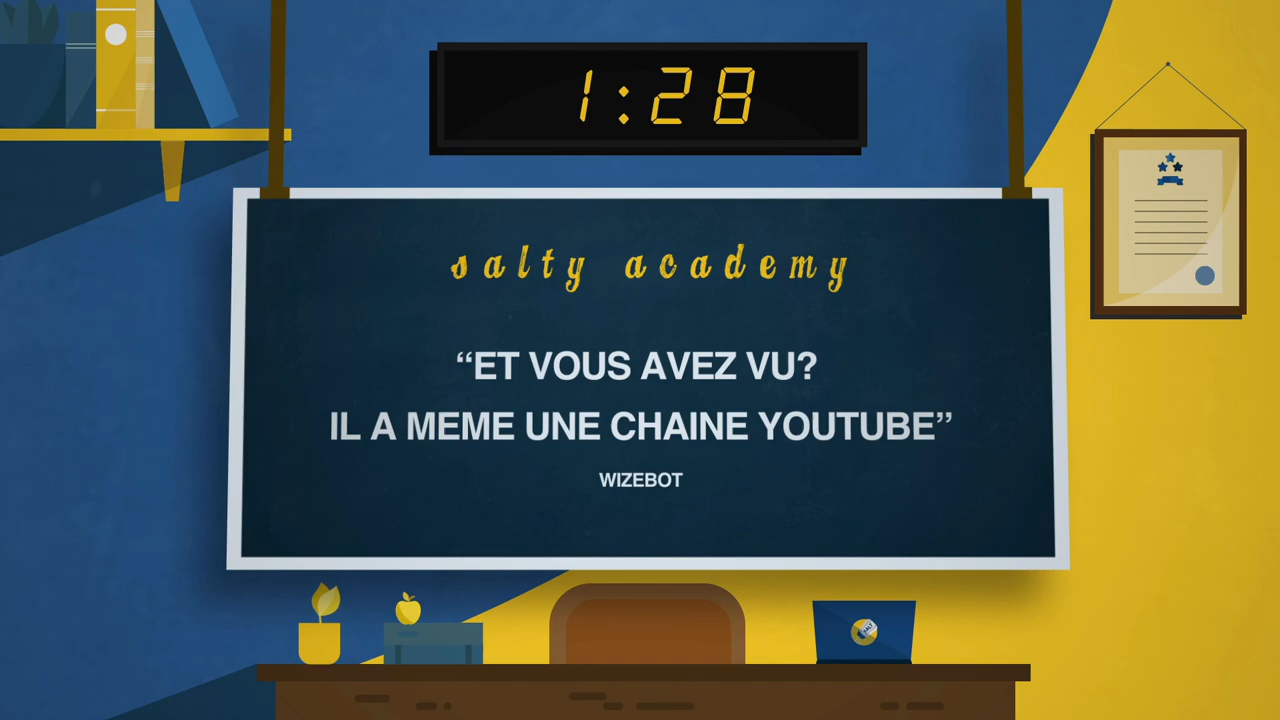 1:28
salty academy
“ET VOUS AVEZ VU?
IL A MEME UNE CHAINE YOUTUBE”
WIZEBOT